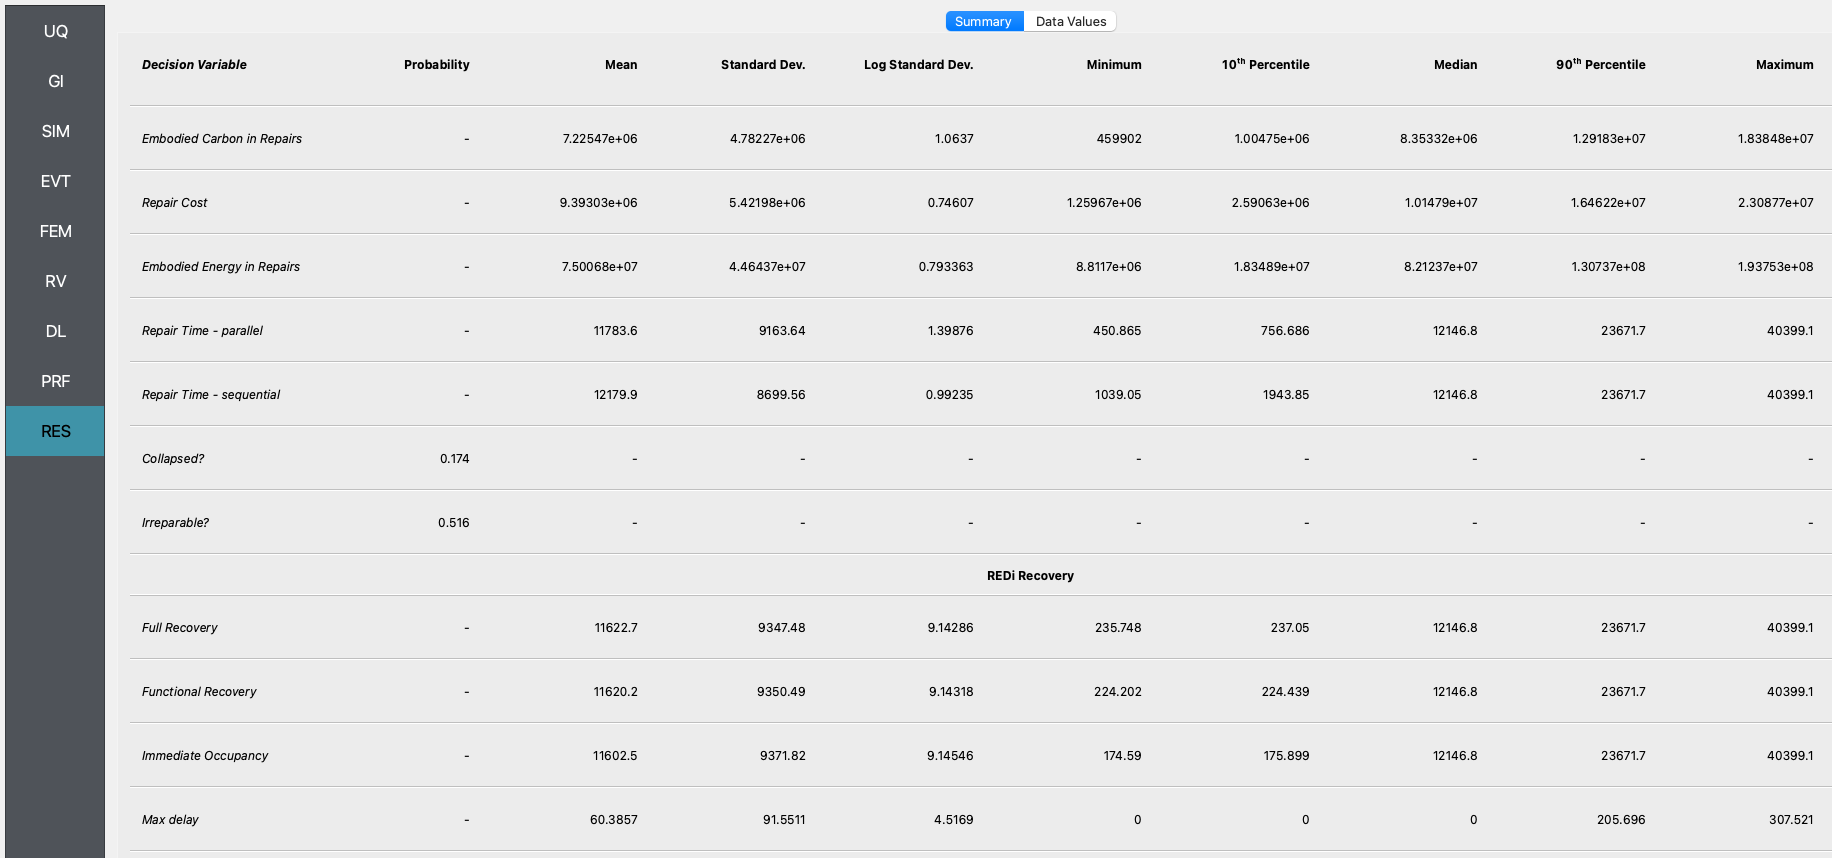 UQ
GI
SIM
EVT
FEM
RV
DL
PRF
RES
Summary Data Values
Decision Variable Probability Mean Standard Dev. Log Standard Dev. Minimum 10th Percentile Median 90th Percentile Maximum
Embodied Carbon in Repairs - 7.22547e+06 4.78227e+06 1.0637 459902 1.00475e+06 8.35332e+06 1.29183e+07 1.83848e+07
Repair Cost - 9.39303e+06 5.42198e+06 0.74607 1.25967e+06 2.59063e+06 1.01479e+07 1.64622e+07 2.30877e+07
Embodied Energy in Repairs - 7.50068e+07 4.46437e+07 0.793363 8.8117e+06 1.83489e+07 8.21237e+07 1.30737e+08 1.93753e+08
Repair Time - parallel - 11783.6 9163.64 1.39876 450.865 756.686 12146.8 23671.7 40399.1
Repair Time - sequential - 12179.9 8699.56 0.99235 1039.05 1943.85 12146.8 23671.7 40399.1
Collapsed? 0.174 - - - - - - - -
Irreparable? 0.516 - - - - - - - -
REDi Recovery
Full Recovery - 11622.7 9347.48 9.14286 235.748 237.05 12146.8 23671.7 40399.1
Functional Recovery - 11620.2 9350.49 9.14318 224.202 224.439 12146.8 23671.7 40399.1
Immediate Occupancy - 11602.5 9371.82 9.14546 174.59 175.899 12146.8 23671.7 40399.1
Max delay - 60.3857 91.5511 4.5169 0 0 0 205.696 307.521